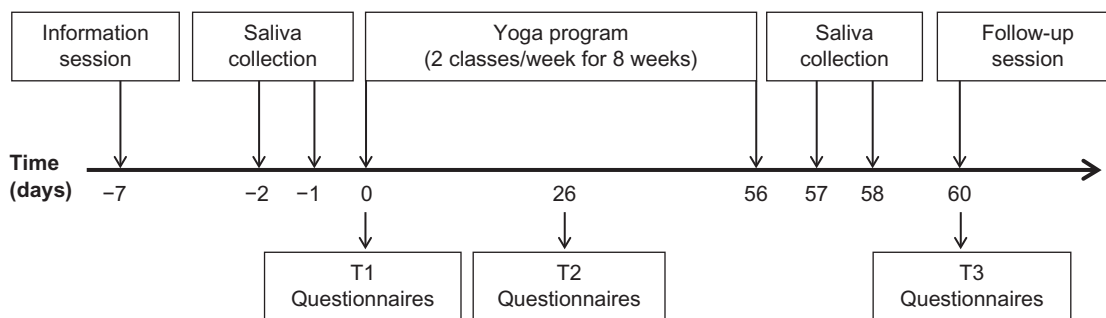 Information
session
Saliva
collection
Yoga program
(2 classes/week for 8 weeks)
Saliva
collection
Follow-up
session
Time
(days)
−7
−2
−1
0
26
56
57
58
60
T1
Questionnaires
T2
Questionnaires
T3
Questionnaires